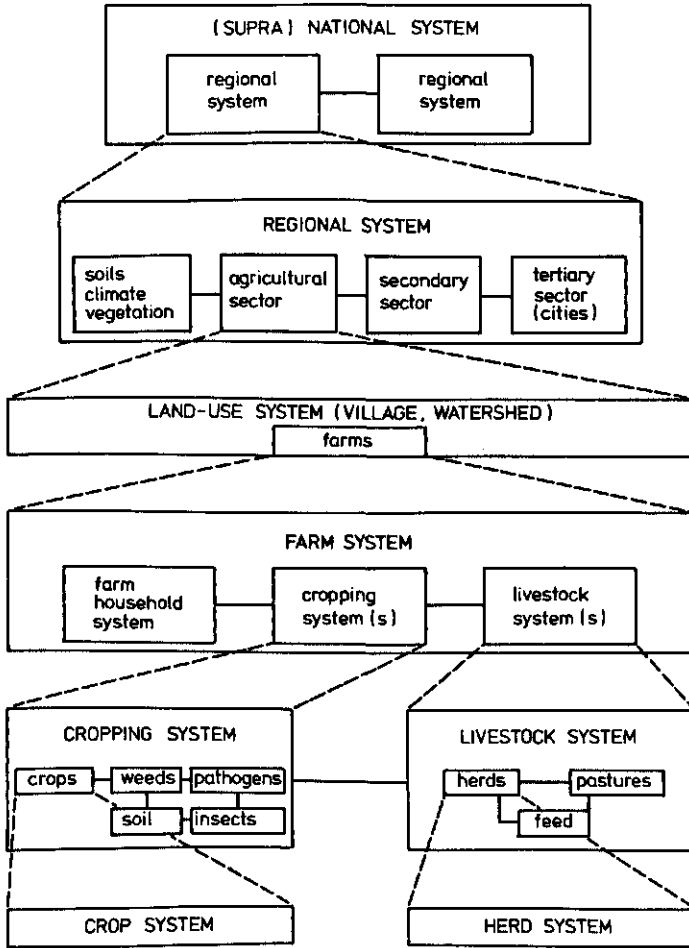 (SUPRA) NATIONAL SYSTEM
regional
system
regional
system
REGIONAL SYSTEM
soils
climate
vegetation
agricultural
sector
secondary
sector
tertiary
sector
(cities)
LAND-USE SYSTEM (VILLAGE, WATERSHED)
farms
FARM SYSTEM
farm
household
system
cropping
system (s)
livestock
system (s)
CROPPING SYSTEM
crops
weeds
pathogens
soil
insects
LIVESTOCK SYSTEM
herds
pastures
feed
CROP SYSTEM
HERD SYSTEM